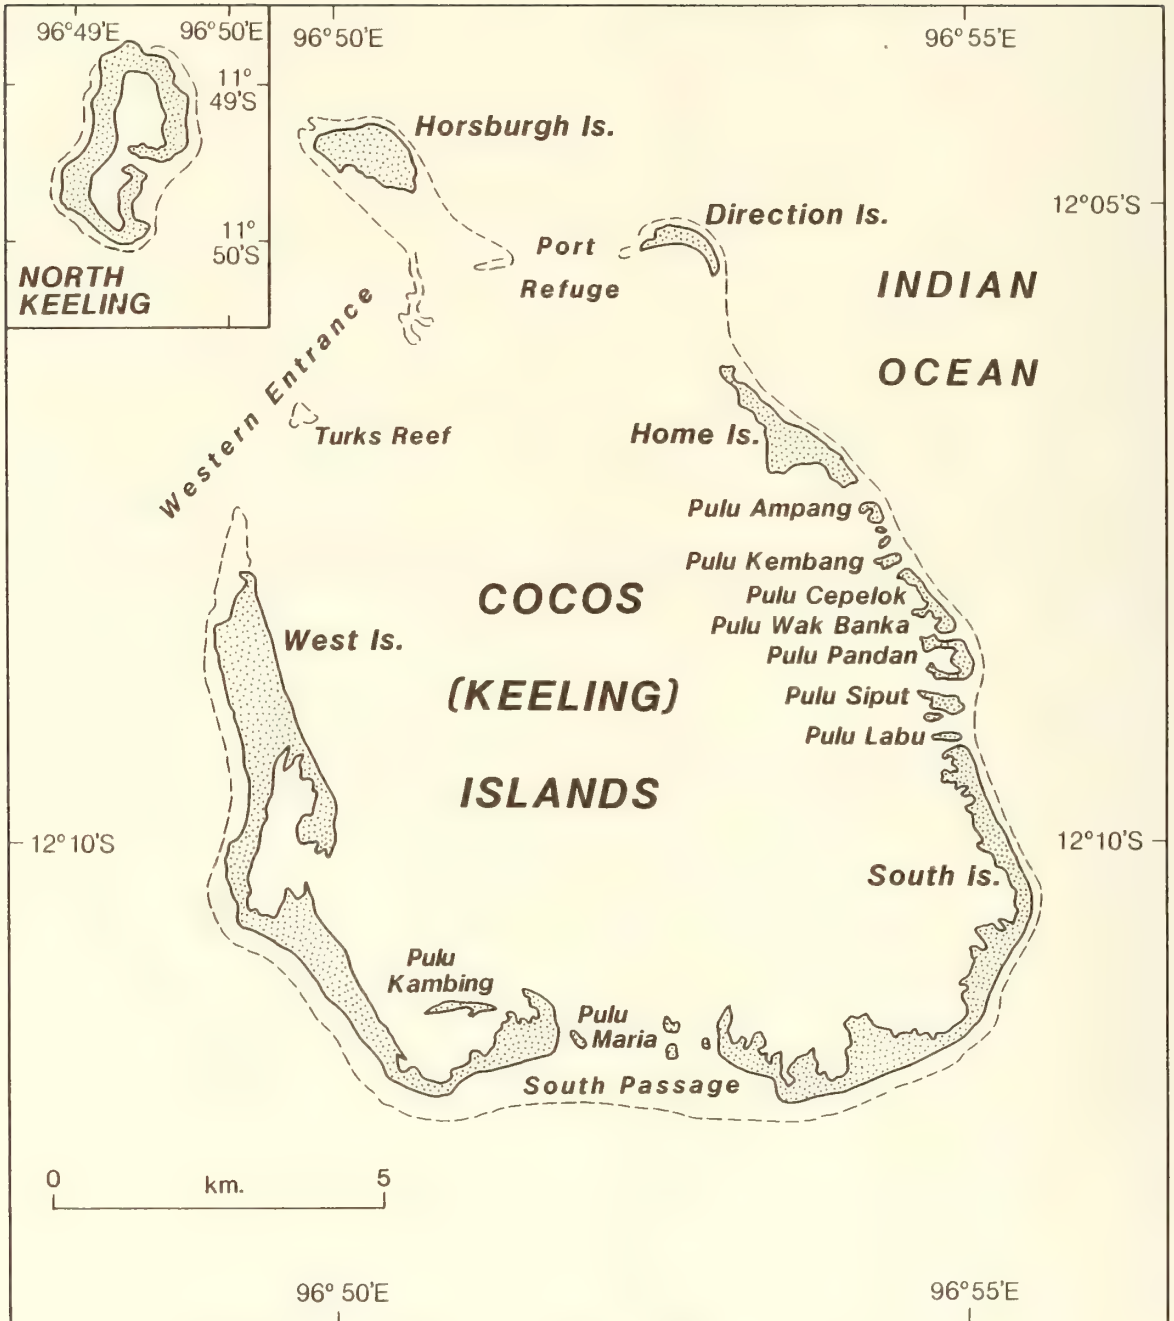 96°49'E 96°50'E 96°50'E 96°55'E
11°
49'S
Horsburgh Is.
12°05'S
Direction Is.
11°
50'S
Port
Refuge
NORTH
KEELING
INDIAN
OCEAN
Western Entrance
Turks Reef
Home Is.
Pulu Ampang
Pulu Kembang
COCOS
Pulu Cepelok
Pulu Wak Banka
West Is.
Pulu Pandan
(KEELING)
Pulu Siput
Pulu Labu
ISLANDS
12°10'S 12°10'S
South is.
Pulu
Kambing
Pulu
Maria
South Passage
0 5
km.
96° 50'E 96°55'E